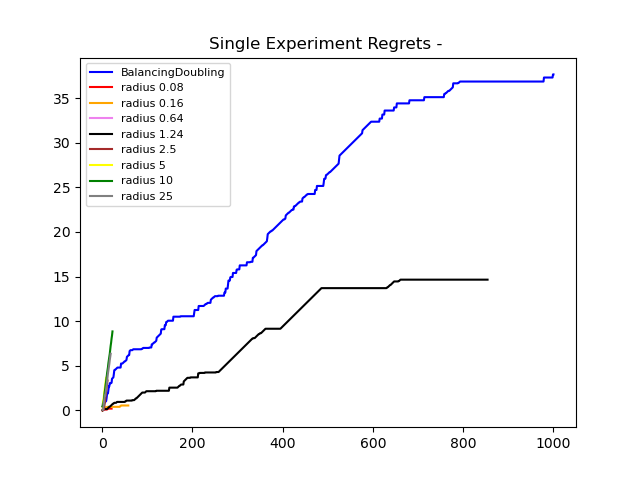 Single Experiment Regrets -
BalancingDoubling
radius 0.08
radius 0.16
radius 0.64
radius 1.24
radius 2.5
radius 5
radius 10
radius 25
35
30
25
20
15
10
5
0
0 200 400 600 800 1000